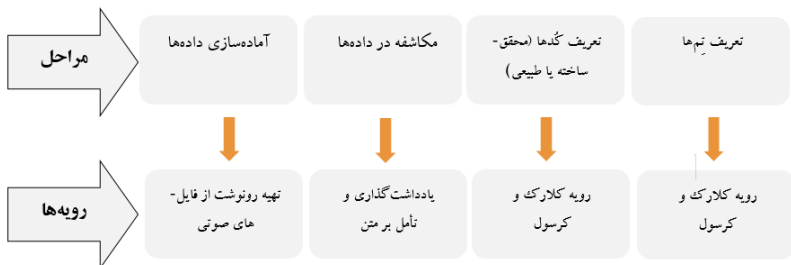 مراحل
آماده‌سازی داده‌ها
مکاشفه در داده‌ها
تعریف کُدها (محقق-
ساخته یا طبیعی)
تعریف تِم‌ها
رویه‌ها
تهیه رونوشت از فایل-
های صوتی
یادداشت‌گذاری و
تأمل بر متن
رویه کلارک و
کرسول
رویه کلارک و
کرسول